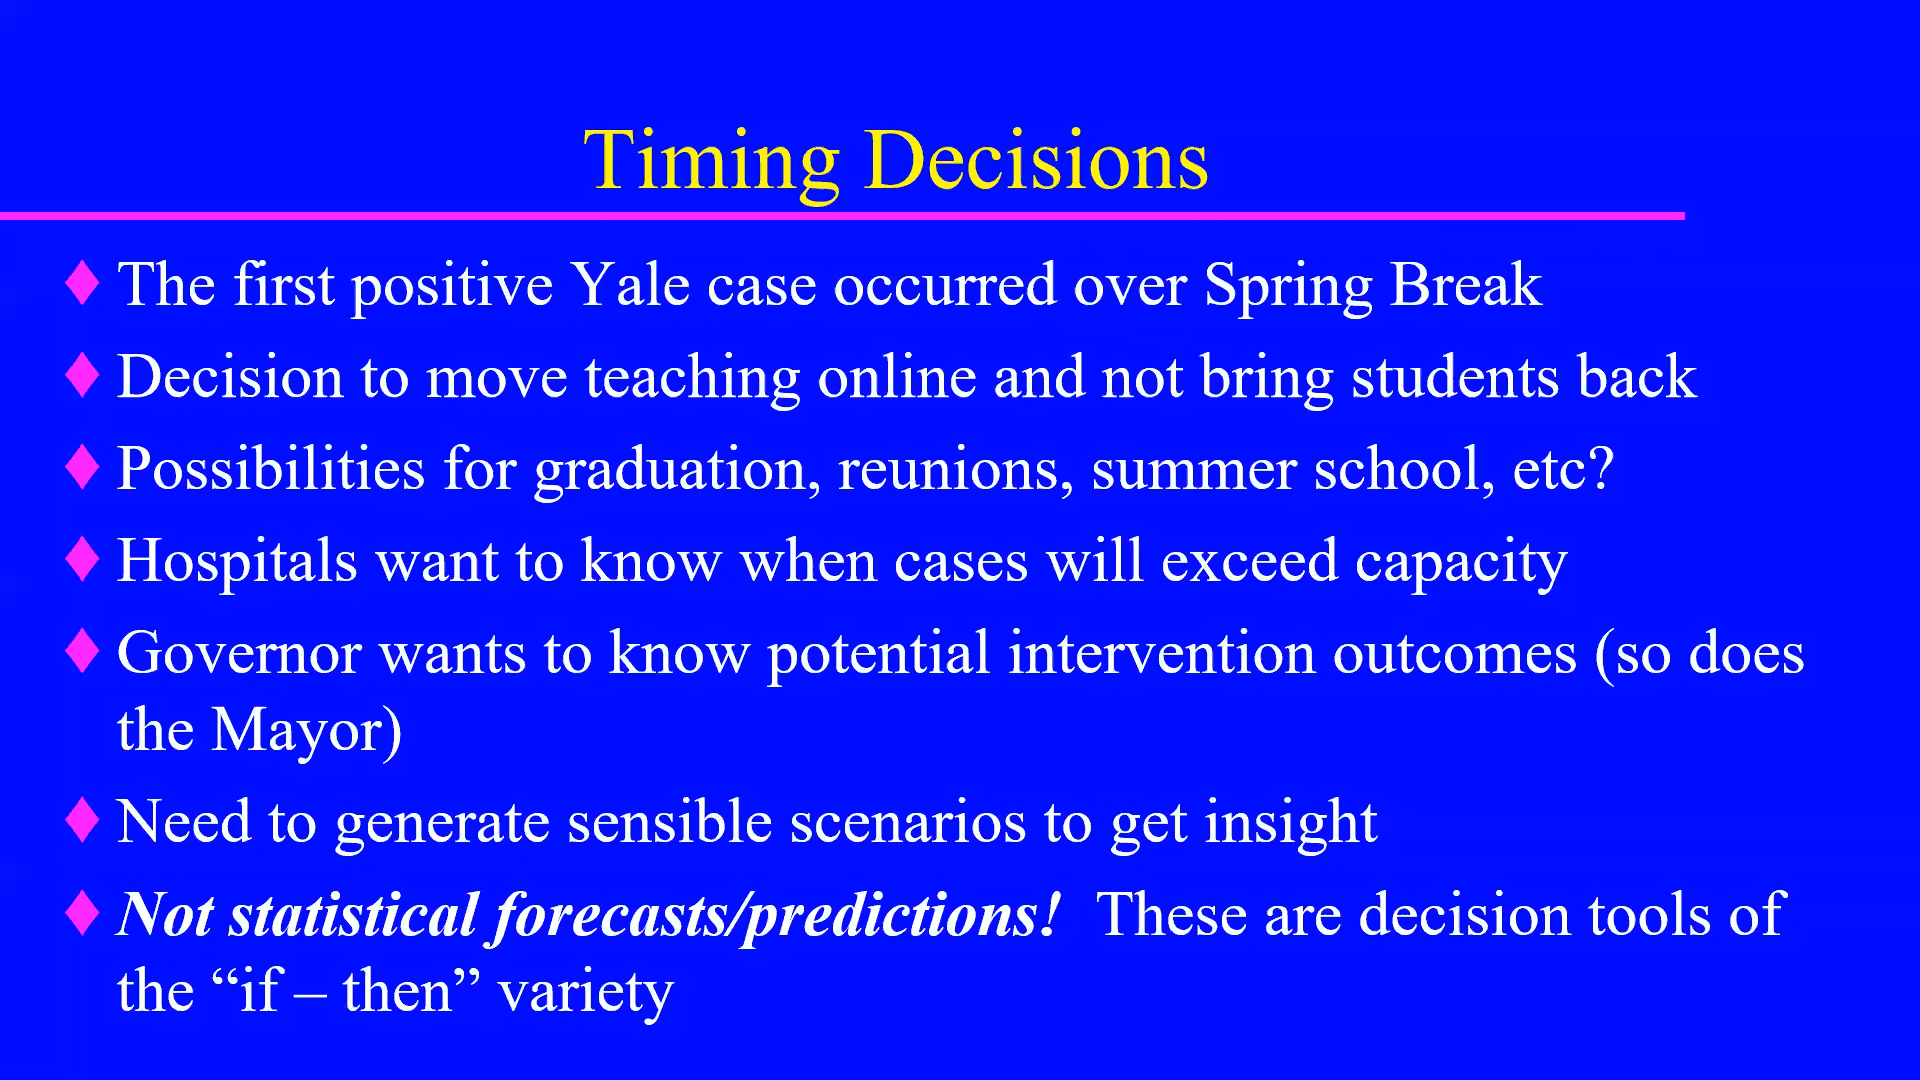 Timing Decisions
The first positive Yale case occurred over Spring Break
Decision to move teaching online and not bring students back
Possibilities for graduation, reunions, summer school, etc?
Hospitals want to know when cases will exceed capacity
Governor wants to know potential intervention outcomes (so does
the Mayor)
Need to generate sensible scenarios to get insight
Not statistical forecasts/predictions!  These are decision tools of
the “if – then” variety